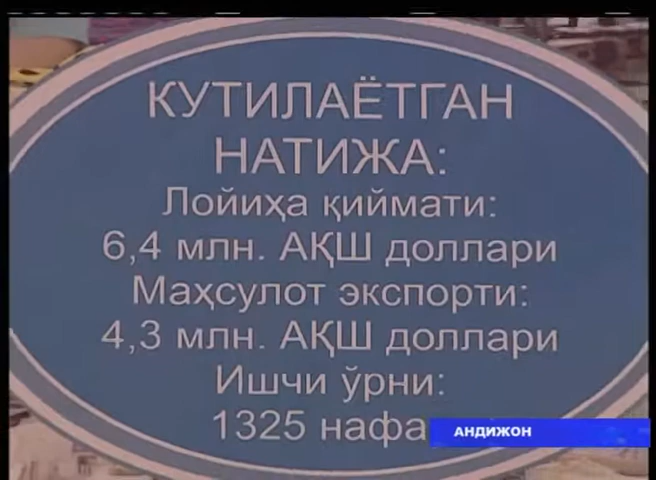 КУТИЛАЁТГАН
НАТИЖА:
Лойиҳа қиймати:
6,4 млн. АҚШ доллари
Маҳсулот экспорти:
4,3 млн. АҚШ доллари
Ишчи ўрни:
1325 нафа
АНДИЖОН